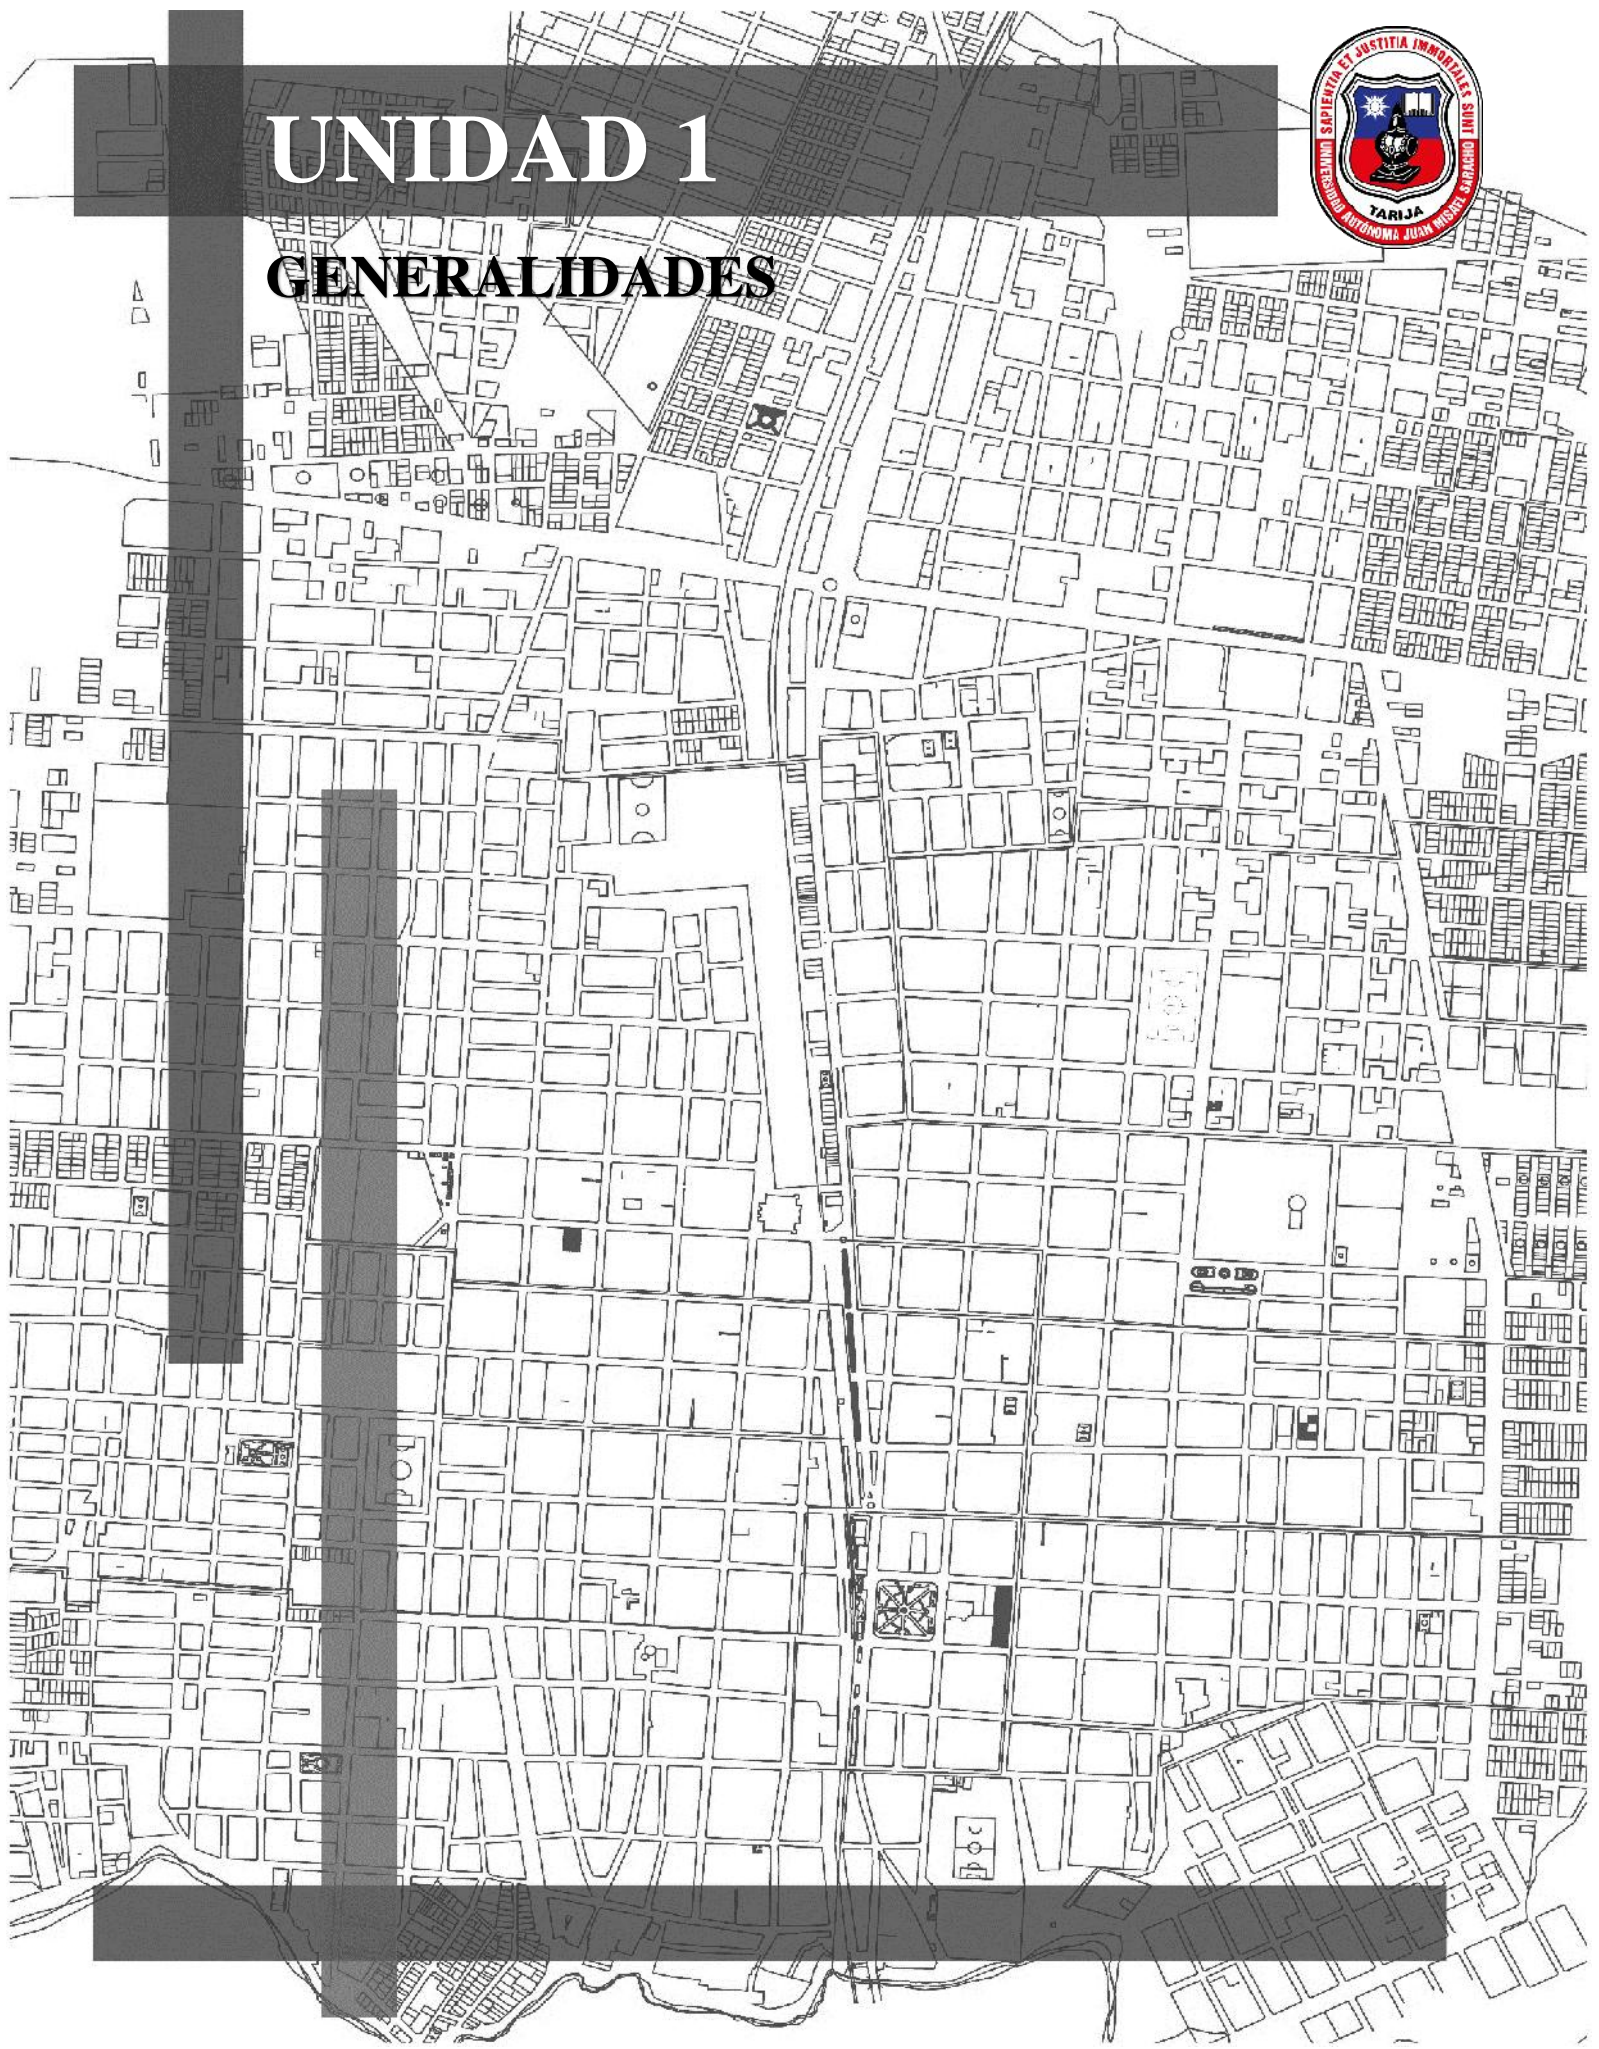 UNIDAD 1
GENERALIDADES
SAPIENTIA ET JUSTITIA IMMORTALES SUNT
TARIJA
UNIVERSIDAD AUTÓNOMA JUAN MISAEL SARACHO